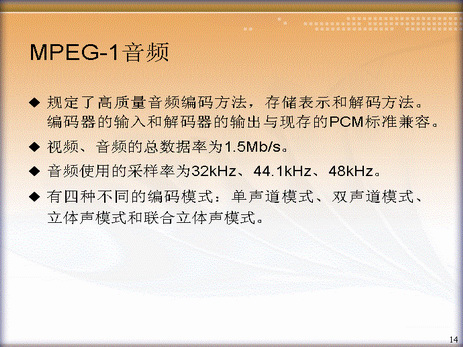 MPEG-1音频
◆ 规定了高质量音频编码方法，存储表示和解码方法。
编码器的输入和解码器的输出与现存的PCM标准兼容。
◆ 视频、音频的总数据率为1.5Mb/s。
◆ 音频使用的采样率为32kHz、44.1kHz、48kHz。
◆ 有四种不同的编码模式：单声道模式、双声道模式、
立体声模式和联合立体声模式。
14